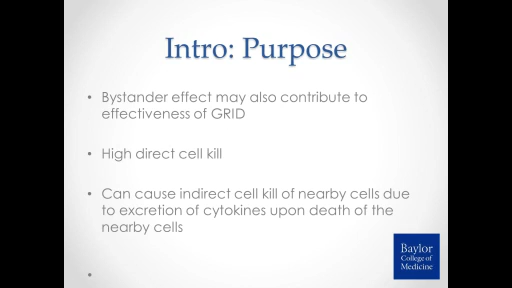 Intro: Purpose
• Bystander effect may also contribute to
effectiveness of GRID
• High direct cell kill
• Can cause indirect cell kill of nearby cells due
to excretion of cytokines upon death of the
nearby cells
•
Baylor
College of
Medicine